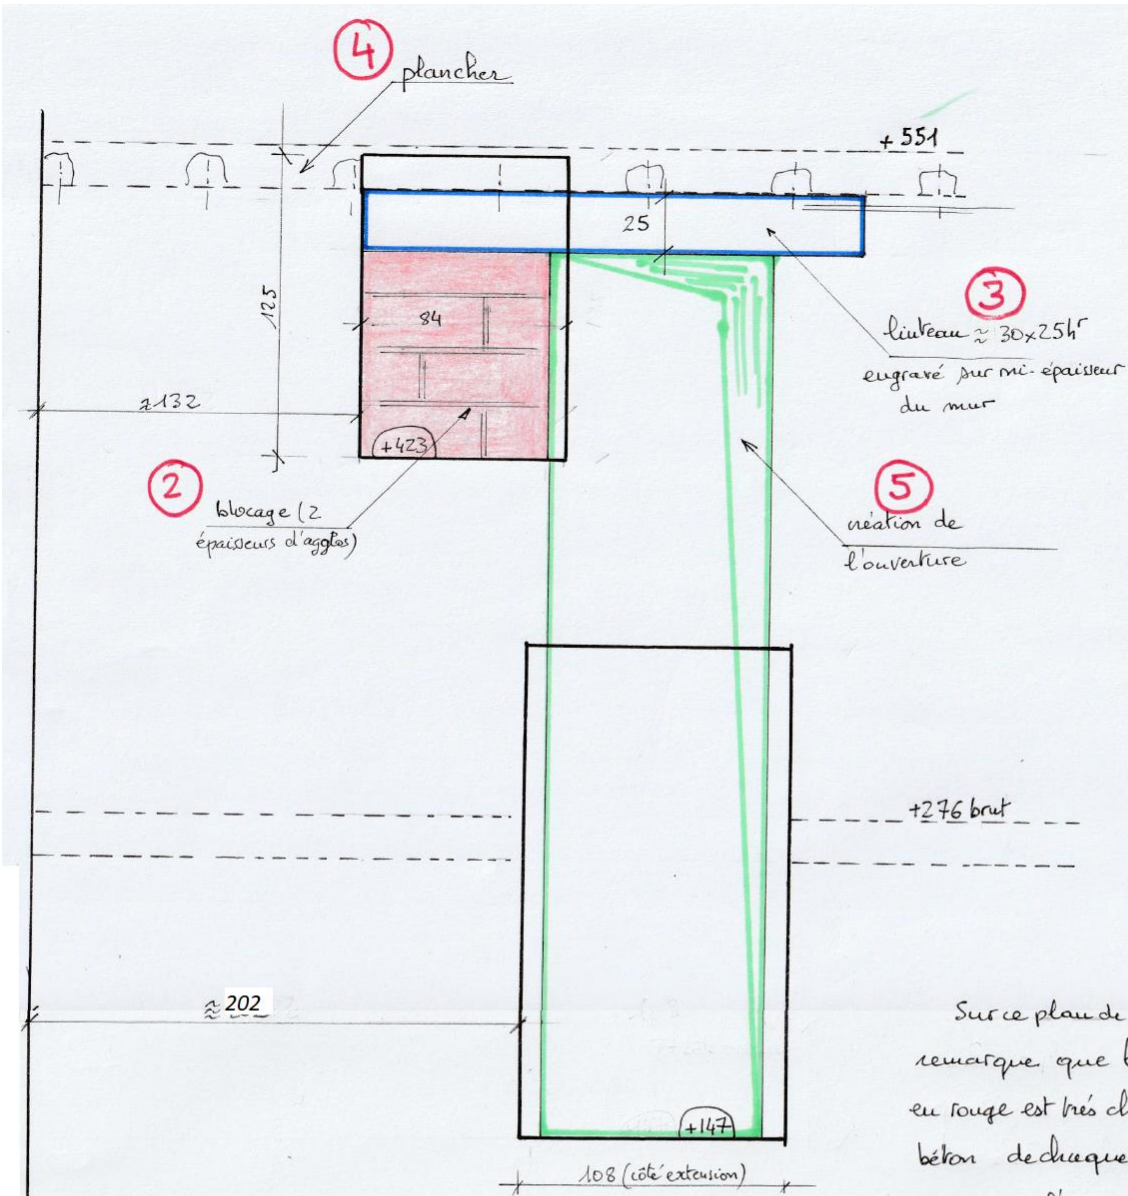 4
plancher
+ 551
25
125
84
3
linteau ≈ 30x25hr
engravé sur mi-épaisseur
du mur
≈132
+423
2
blocage (2
épaisseurs d'agglos)
5
création de
l'ouverture
+276 brut
≈ 202
Sur ce plan de
remarque que
en rouge est très
béton de chaque
+147
108 (côté extension)